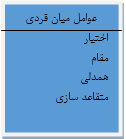 عوامل میان فردی
اختیار
مقام
همدلی
متقاعد سازی